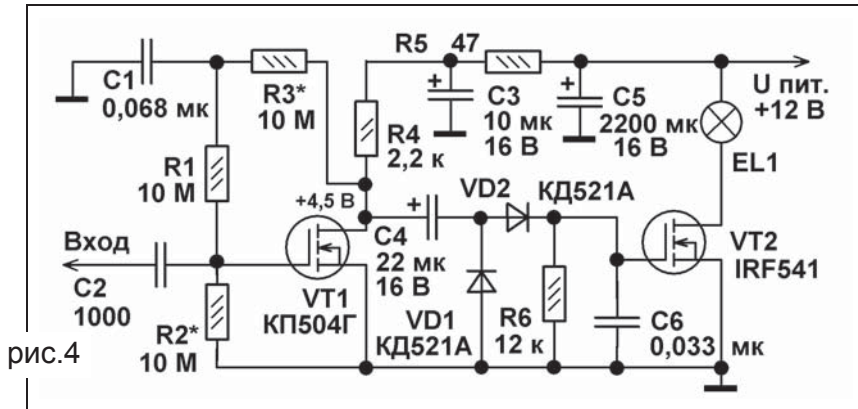 R5 47
C1
0,068 мк
R3*
10 М
R4
2,2 к
C3
10 мк
16 В
C5
2200 мк
16 В
U пит.
+12 В
EL1
R1
10 М
+4,5 В
VD2 КД521А
Вход
C2
1000
R2*
10 М
VT1
КП504Г
C4
22 мк
16 В
VD1
КД521А
R6
12 к
VT2
IRF541
C6
0,033 мк
рис.4